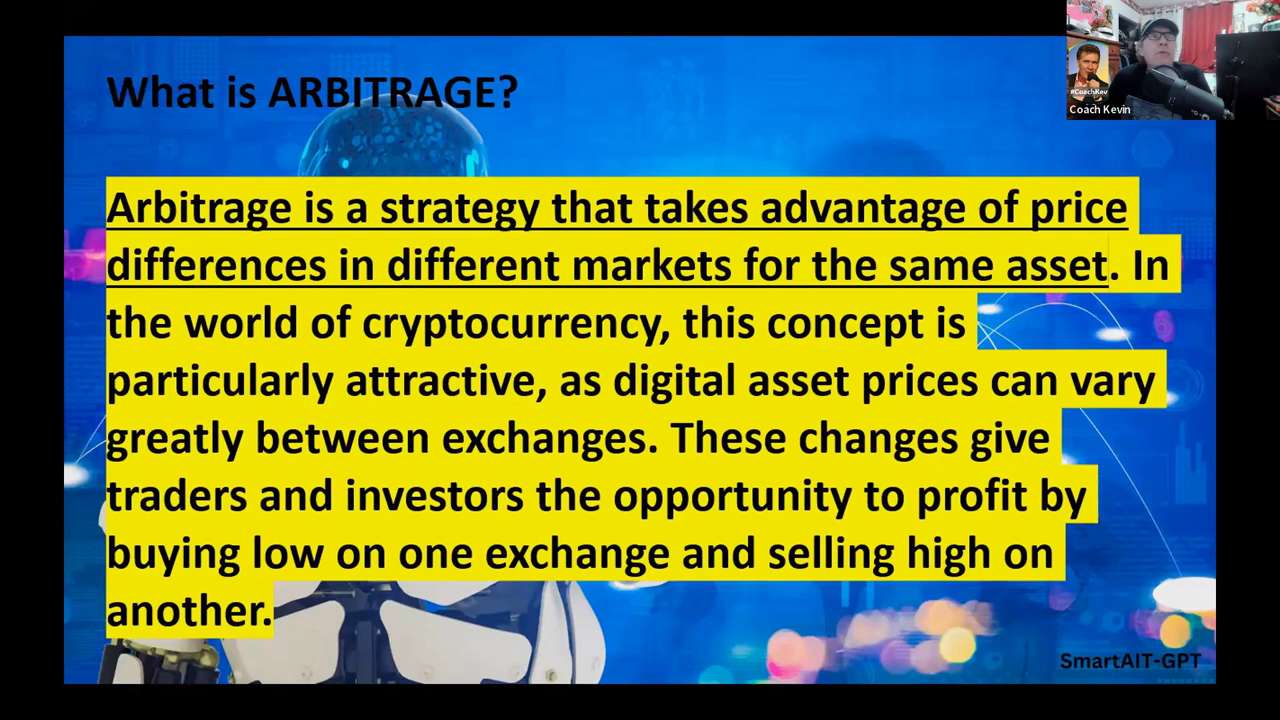 What is ARBITRAGE?
Arbitrage is a strategy that takes advantage of price
differences in different markets for the same asset. In
the world of cryptocurrency, this concept is
particularly attractive, as digital asset prices can vary
greatly between exchanges. These changes give
traders and investors the opportunity to profit by
buying low on one exchange and selling high on
another.
SmartAIT-GPT
#CoachKev
Coach Kevin